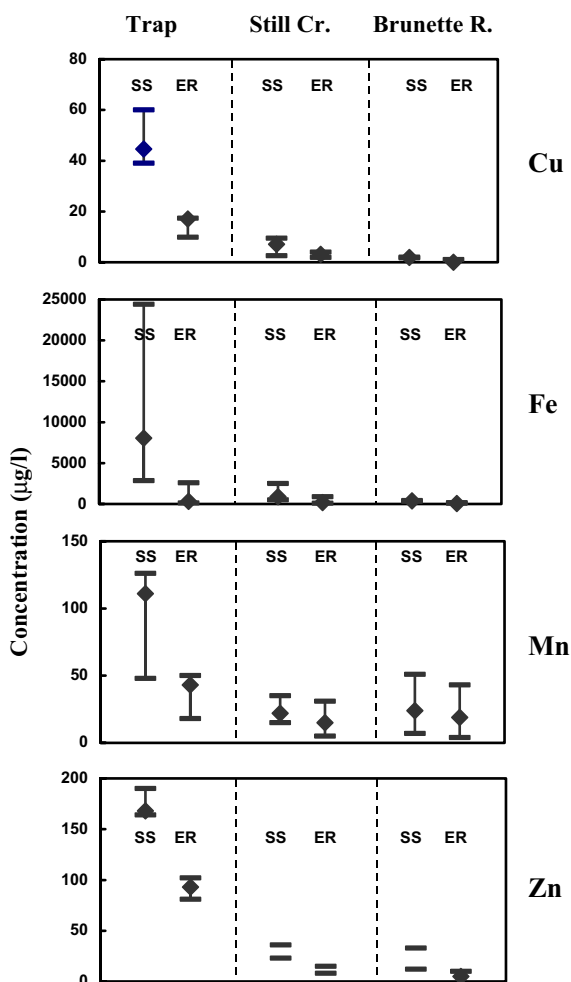 Trap Still Cr. Brunette R.
80
SS ER SS ER SS ER
60
Cu
40
20
0
25000
SS ER SS ER SS ER
20000
15000
Fe
10000
5000
0
Concentration (µg/l)
150
SS ER SS ER SS ER
100
Mn
50
0
200
150
SS ER SS ER SS ER
100
Zn
50
0